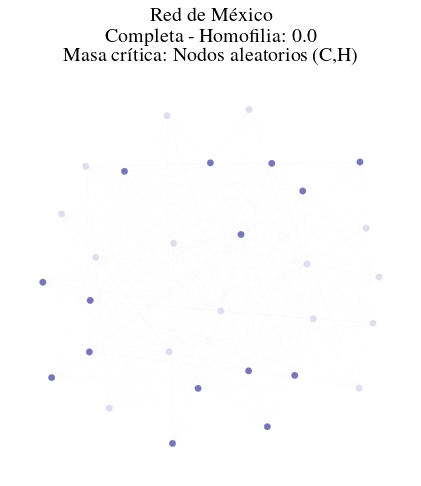 Red de México
Completa - Homofilia: 0.0
Masa crítica: Nodos aleatorios (C,H)